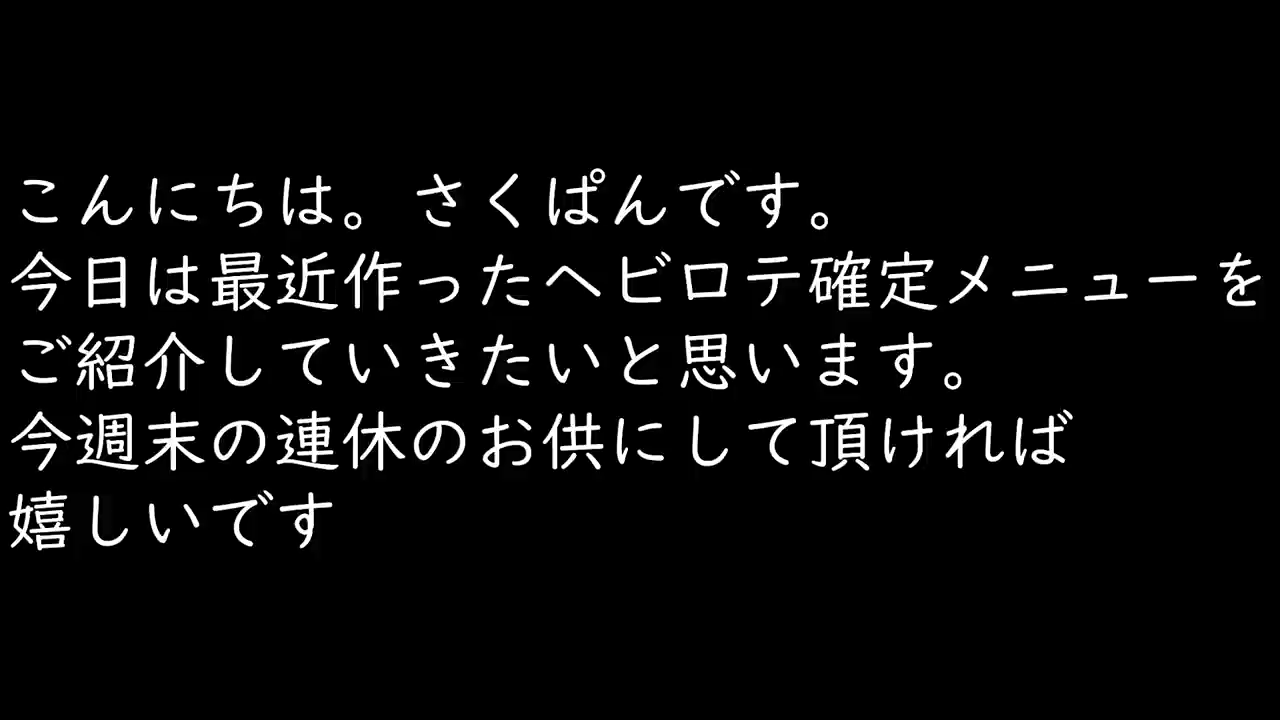 こんにちは。さくぱんです。
今日は最近作ったヘビロテ確定メニューを
ご紹介していきたいと思います。
今週末の連休のお供にして頂ければ
嬉しいです